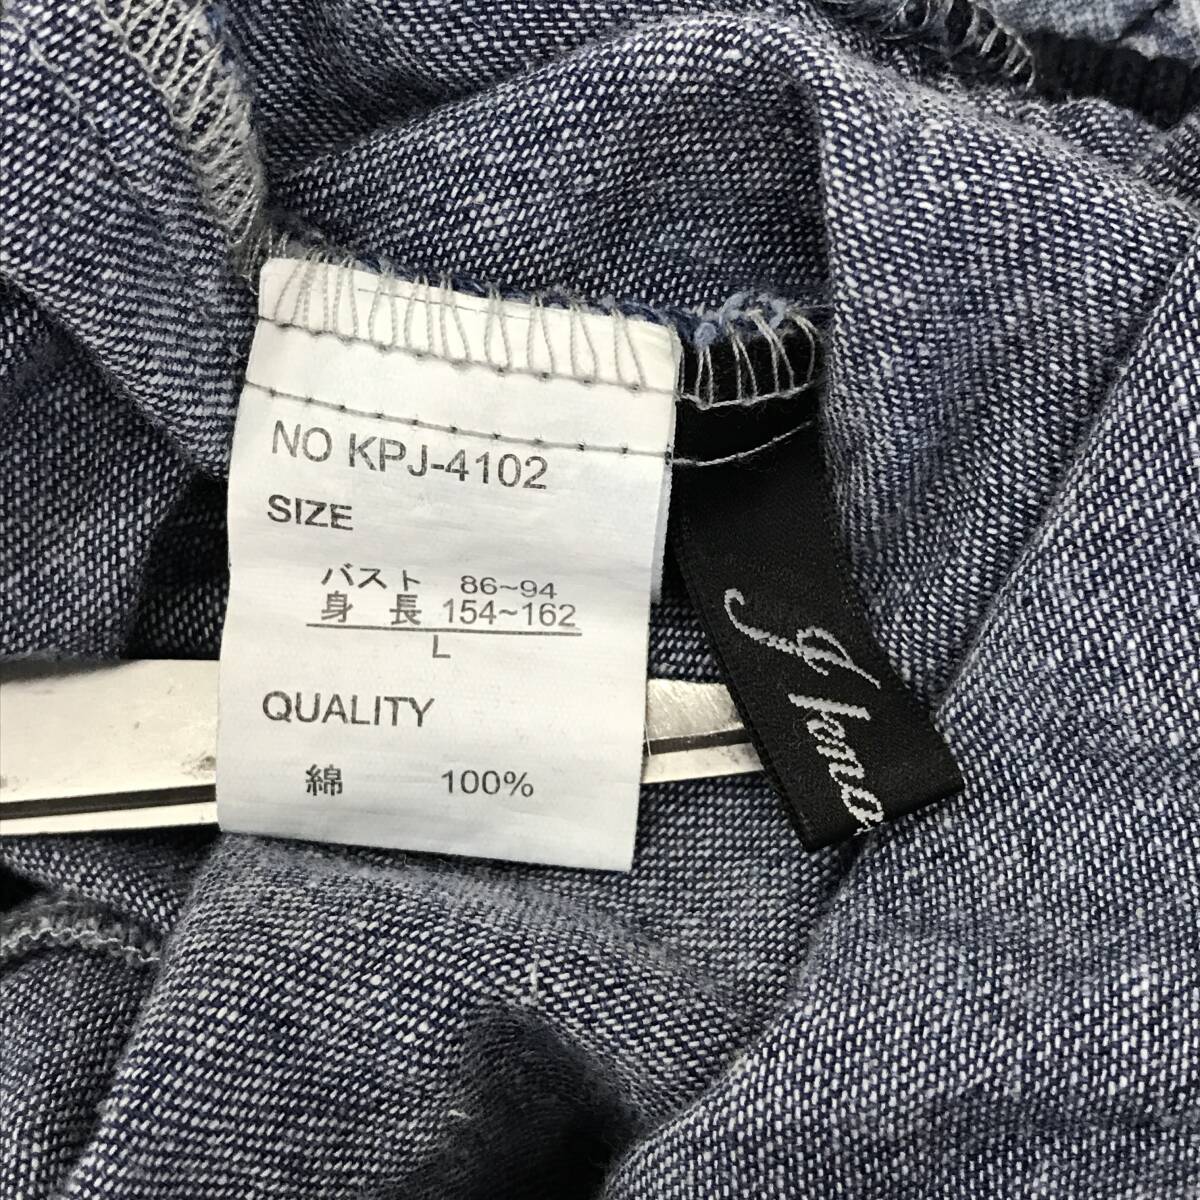 NO KPJ-4102
SIZE
バスト 86~94
身長 154~162
L
QUALITY
綿 100%